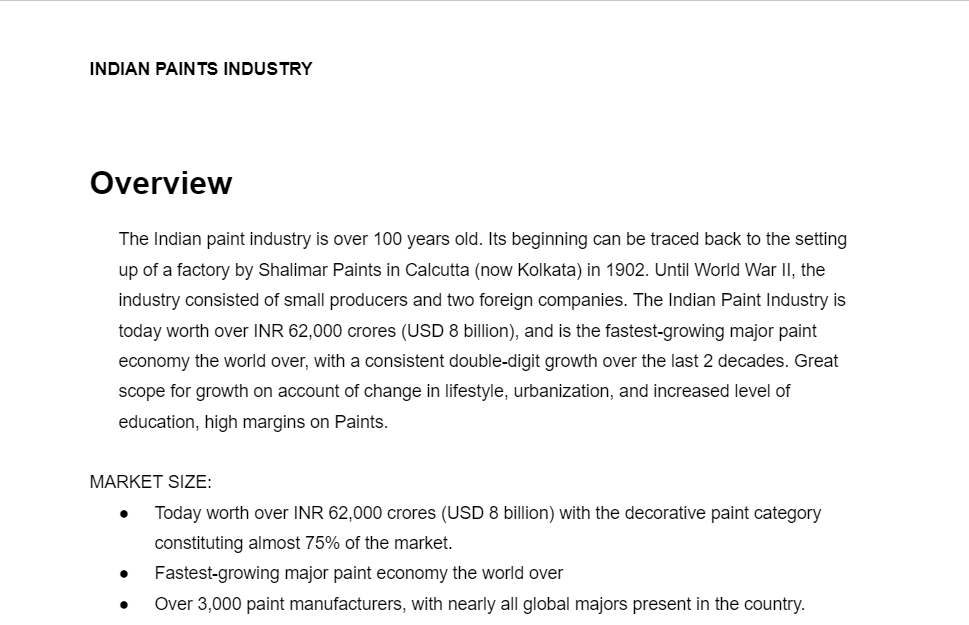 INDIAN PAINTS INDUSTRY
Overview
The Indian paint industry is over 100 years old. Its beginning can be traced back to the setting
up of a factory by Shalimar Paints in Calcutta (now Kolkata) in 1902. Until World War II, the
industry consisted of small producers and two foreign companies. The Indian Paint Industry is
today worth over INR 62,000 crores (USD 8 billion), and is the fastest-growing major paint
economy the world over, with a consistent double-digit growth over the last 2 decades. Great
scope for growth on account of change in lifestyle, urbanization, and increased level of
education, high margins on Paints.
MARKET SIZE:
● Today worth over INR 62,000 crores (USD 8 billion) with the decorative paint category
constituting almost 75% of the market.
● Fastest-growing major paint economy the world over
● Over 3,000 paint manufacturers, with nearly all global majors present in the country.